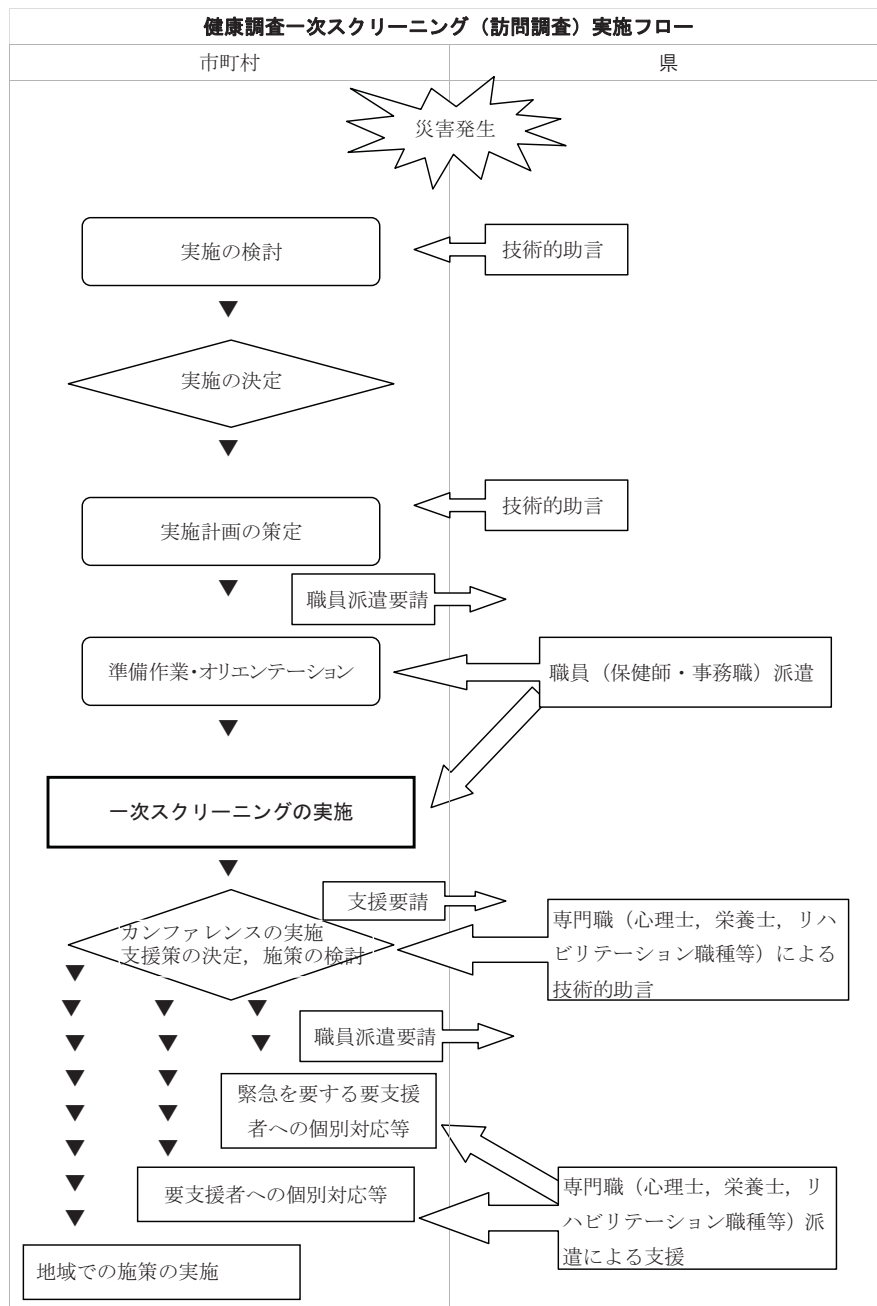 健康調査一次スクリーニング（訪問調査）実施フロー
市町村
県
災害発生
実施の検討
技術的助言
実施の決定
実施計画の策定
技術的助言
職員派遣要請
準備作業・オリエンテーション
職員（保健師・事務職）派遣
一次スクリーニングの実施
支援要請
カンファレンスの実施
支援策の決定，施策の検討
専門職（心理士，栄養士，リハ
ビリテーション職種等）による
技術的助言
職員派遣要請
緊急を要する要支援
者への個別対応等
要支援者への個別対応等
専門職（心理士，栄養士，リ
ハビリテーション職種等）派
遣による支援
地域での施策の実施